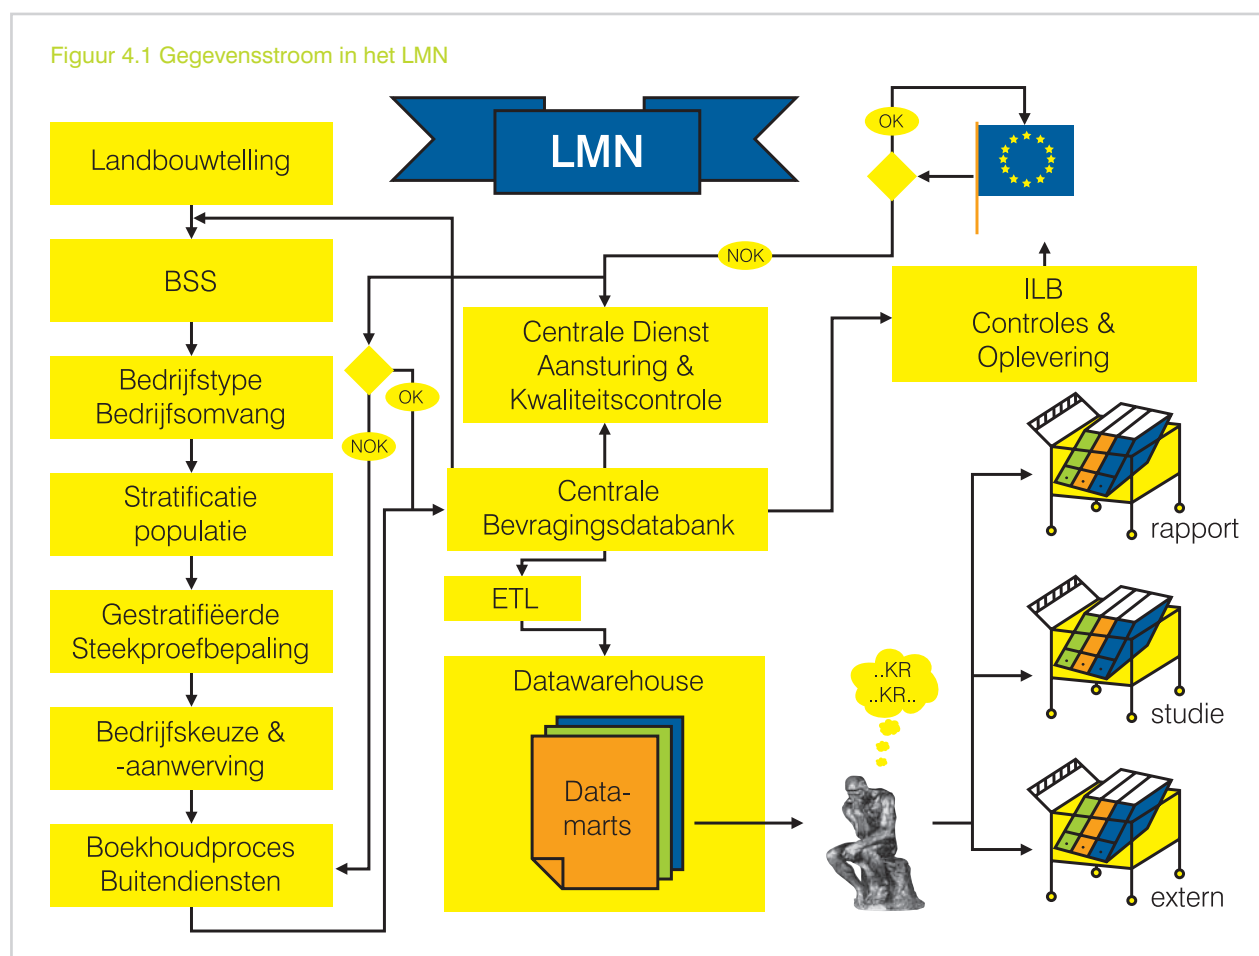 Figuur 4.1 Gegevensstroom in het LMN
LMN
Landbouwtelling
BSS
Bedrijfstype
Bedrijfsomvang
Stratificatie
populatie
Gestratifiëerde
Steekproefbepaling
Bedrijfskeuze &
-aanwerving
Boekhoudproces
Buitendiensten
OK
NOK
OK
NOK
Centrale Dienst
Aansturing &
Kwaliteitscontrole
Centrale
Bevragingsdatabank
ETL
Datawarehouse
Data-
marts
ILB
Controles &
Oplevering
..KR
..KR..
rapport
studie
extern